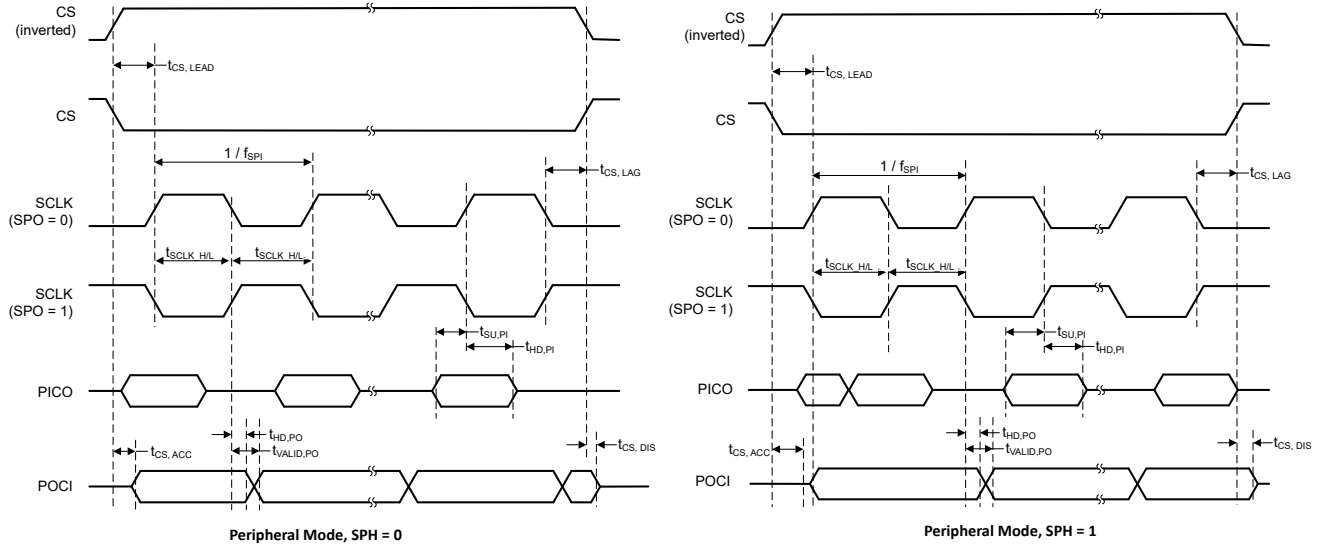 CS
(inverted)
tCS, LEAD
CS
1 / fSPI
tCS, LAG
SCLK
(SPO = 0)
tSCLK_H/L
tSCLK_H/L
SCLK
(SPO = 1)
tSU,PI
tHD,PI
PICO
tHD,PO
tCS, ACC
tVALID,PO
tCS, DIS
POCI
Peripheral Mode, SPH = 0
CS
(inverted)
tCS, LEAD
CS
1 / fSPI
tCS, LAG
SCLK
(SPO = 0)
tSCLK_H/L
tSCLK_H/L
SCLK
(SPO = 1)
tSU,PI
tHD,PI
PICO
tHD,PO
tCS, ACC
tVALID,PO
tCS, DIS
POCI
Peripheral Mode, SPH = 1